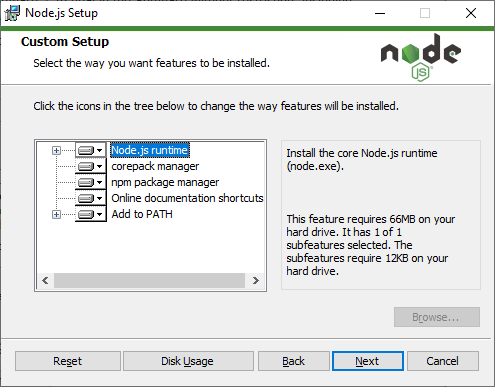 Node.js Setup
Custom Setup
Select the way you want features to be installed.
node
JS
Click the icons in the tree below to change the way features will be installed.
Node.js runtime
corepack manager
npm package manager
Online documentation shortcuts
Add to PATH
Install the core Node.js runtime
(node.exe).
This feature requires 66MB on your
hard drive. It has 1 of 1
subfeatures selected. The
subfeatures require 12KB on your
hard drive.
Browse...
Reset
Disk Usage
Back
Next
Cancel